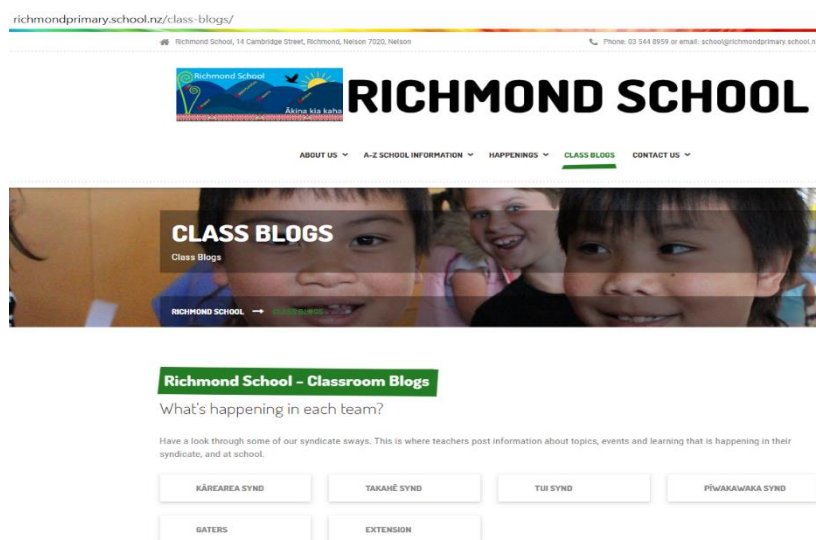 richmondprimary.school.nz/class-blogs/
Richmond School, 14 Cambridge Street, Richmond, Nelson 7020, Nelson
Phone: 03 544 8959 or email: school@richmondprimary.school.n
Richmond School
Ākina kia kaha
RICHMOND SCHOOL
ABOUT US
A-Z SCHOOL INFORMATION
HAPPENINGS
CLASS BLOGS
CONTACT US
CLASS BLOGS
Class Blogs
RICHMOND SCHOOL → CLASS BLOGS
Richmond School – Classroom Blogs
What's happening in each team?
Have a look through some of our syndicate sways. This is where teachers post information about topics, events and learning that is happening in their
syndicate, and at school.
KĀREAREA SYND
TAKAHĒ SYND
TUI SYND
PĪWAKAWAKA SYND
GATERS
EXTENSION